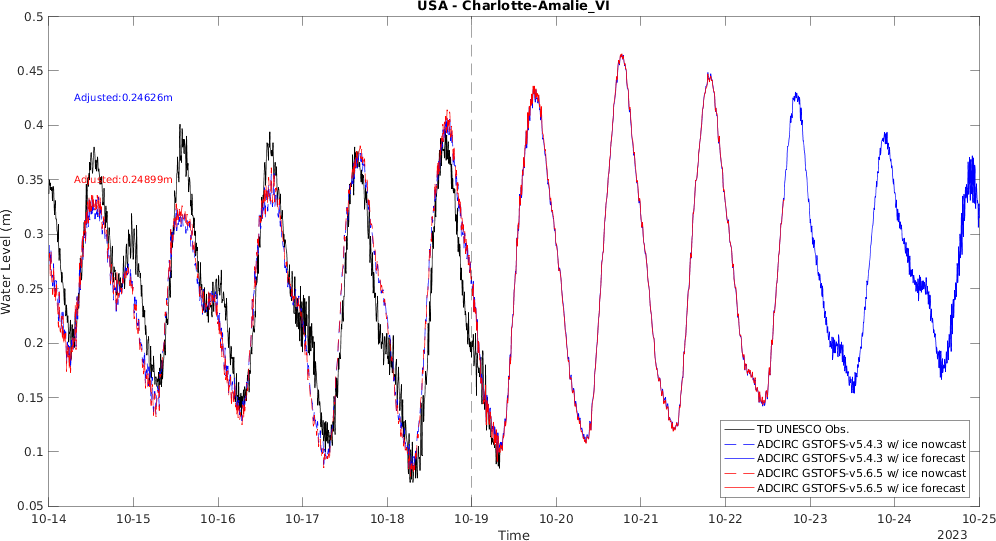 USA - Charlotte-Amalie_VI
0.5
0.45
0.4
0.35
0.3
0.25
0.2
0.15
0.1
0.05
Water Level (m)
Adjusted:0.24626m
Adjusted:0.24899m
TD UNESCO Obs.
ADCIRC GSTOFS-v5.4.3 w/ ice nowcast
ADCIRC GSTOFS-v5.4.3 w/ ice forecast
ADCIRC GSTOFS-v5.6.5 w/ ice nowcast
ADCIRC GSTOFS-v5.6.5 w/ ice forecast
10-14 10-15 10-16 10-17 10-18 10-19 10-20 10-21 10-22 10-23 10-24 10-25
Time
2023